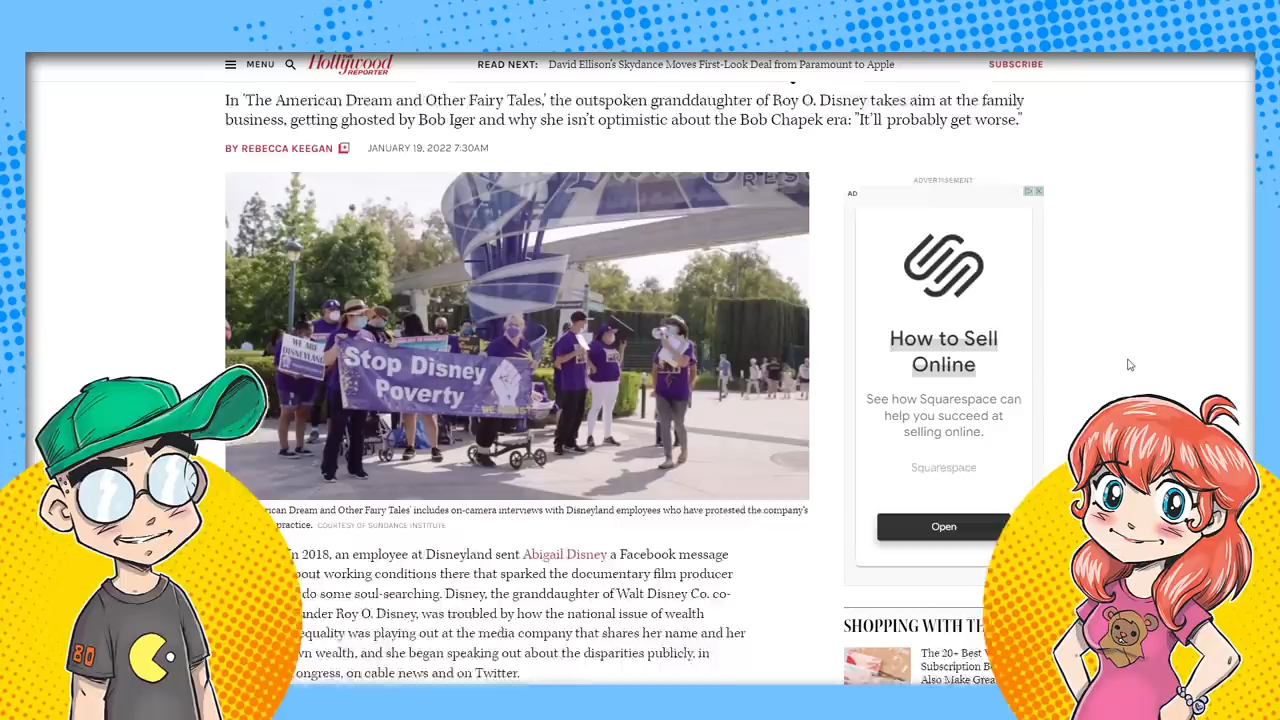 MENU
The Hollywood
REPORTER
READ NEXT: David Ellison's Skydance Moves First-Look Deal from Paramount to Apple
SUBSCRIBE
In 'The American Dream and Other Fairy Tales,' the outspoken granddaughter of Roy O. Disney takes aim at the family
business, getting ghosted by Bob Iger and why she isn't optimistic about the Bob Chapek era: "It'll probably get worse."
BY REBECCA KEEGAN
JANUARY 19, 2022 7:30AM
WE ARE
DISNEYLAND
Stop Disney
Poverty
rican Dream and Other Fairy Tales' includes on-camera interviews with Disneyland employees who have protested the company's
practice. COURTESY OF SUNDANCE INSTITUTE
n 2018, an employee at Disneyland sent Abigail Disney a Facebook message
out working conditions there that sparked the documentary film producer
do some soul-searching. Disney, the granddaughter of Walt Disney Co. co-
under Roy O. Disney, was troubled by how the national issue of wealth
equality was playing out at the media company that shares her name and her
wn wealth, and she began speaking out about the disparities publicly, in
ongress, on cable news and on Twitter.
ADVERTISEMENT
AD
How to Sell
Online
See how Squarespace can
help you succeed at
selling online.
Squarespace
Open
SHOPPING WITH TH
The 20+ Best
Subscription B
Also Make Grea
80